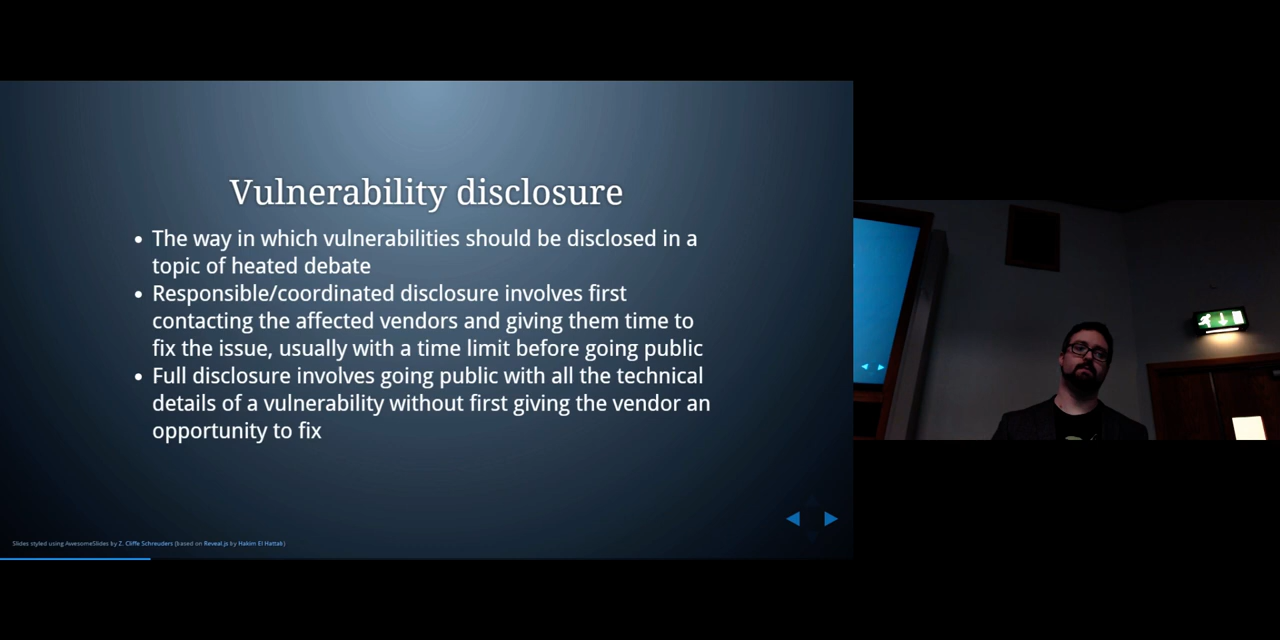 Vulnerability disclosure
• The way in which vulnerabilities should be disclosed in a
topic of heated debate
• Responsible/coordinated disclosure involves first
contacting the affected vendors and giving them time to
fix the issue, usually with a time limit before going public
• Full disclosure involves going public with all the technical
details of a vulnerability without first giving the vendor an
opportunity to fix
Slides styled using AwesomeSlides by Z. Cliffe Schreuders (based on Reveal.js by Hakim El Hattab)